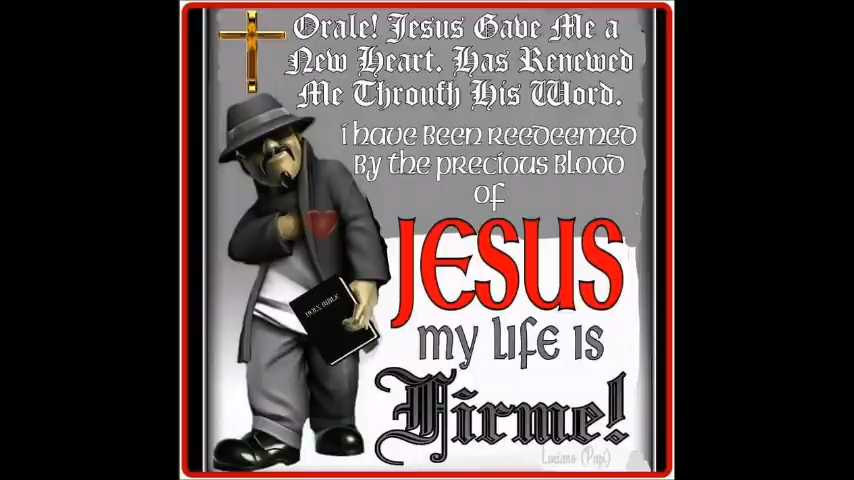 Orale! Jesus Gave Me a
New Heart. Has Renewed
Me Throufh His Word.
i have Been Reedeemed
By the precious Blood
of
JESUS
my life is
Firme!
HOLY BIBLE
Luciano (Papi)